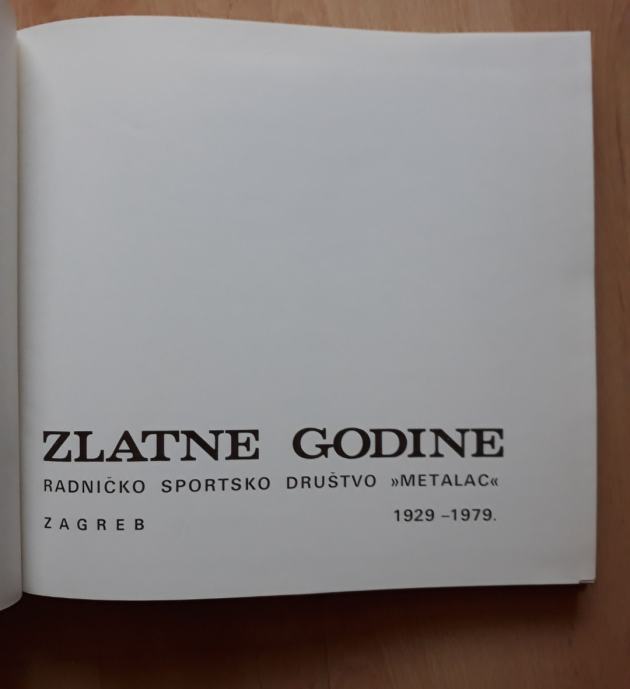 ZLATNE GODINE
RADNIČKO SPORTSKO DRUŠTVO »METALAC«
ZAGREB 1929 –1979.